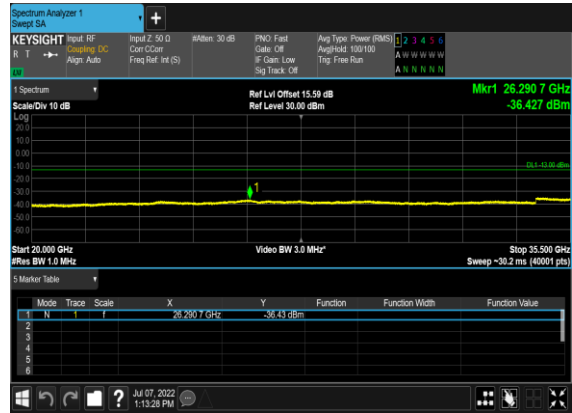 Spectrum Analyzer 1
Swept SA
+
KEYSIGHT Input: RF Input Z: 50 Ω #Atten: 30 dB PNO: Fast Avg Type: Power (RMS) 1 2 3 4 5 6
R T Coupling: DC Corr CCorr Gate: Off Avg|Hold: 100/100 A W W W W W
Align: Auto Freq Ref: Int (S) IF Gain: Low Trig: Free Run
Sig Track: Off A N N N N N
1 Spectrum Ref Lvl Offset 15.59 dB Mkr1 26.290 7 GHz
Scale/Div 10 dB Ref Level 30.00 dBm -36.427 dBm
Log
20.0
10.0
0.00
-10.0
DL1 -13.00 dBm
-20.0
-30.0
1
-40.0
-50.0
-60.0
Start 20.000 GHz Video BW 3.0 MHz* Stop 35.500 GHz
#Res BW 1.0 MHz Sweep ~30.2 ms (40001 pts)
5 Marker Table
Mode Trace Scale X Y Function Function Width Function Value
1 N 1 f 26.290 7 GHz -36.43 dBm
2
3
4
5
6
? Jul 07, 2022
1:13:28 PM